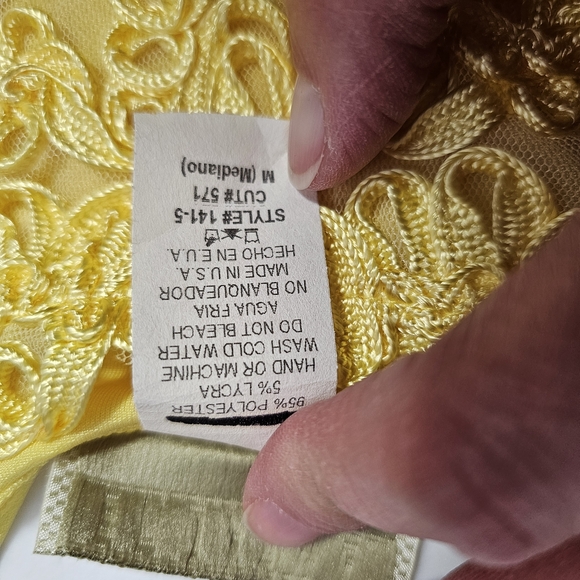 95% POLYESTER
5% LYCRA
HAND OR MACHINE
WASH COLD WATER
DO NOT BLEACH
AGUA FRIA
NO BLANQUEADOR
MADE IN U.S.A.
HECHO EN E.U.A.
STYLE# 141-5
CUT# 571
M (Mediano)